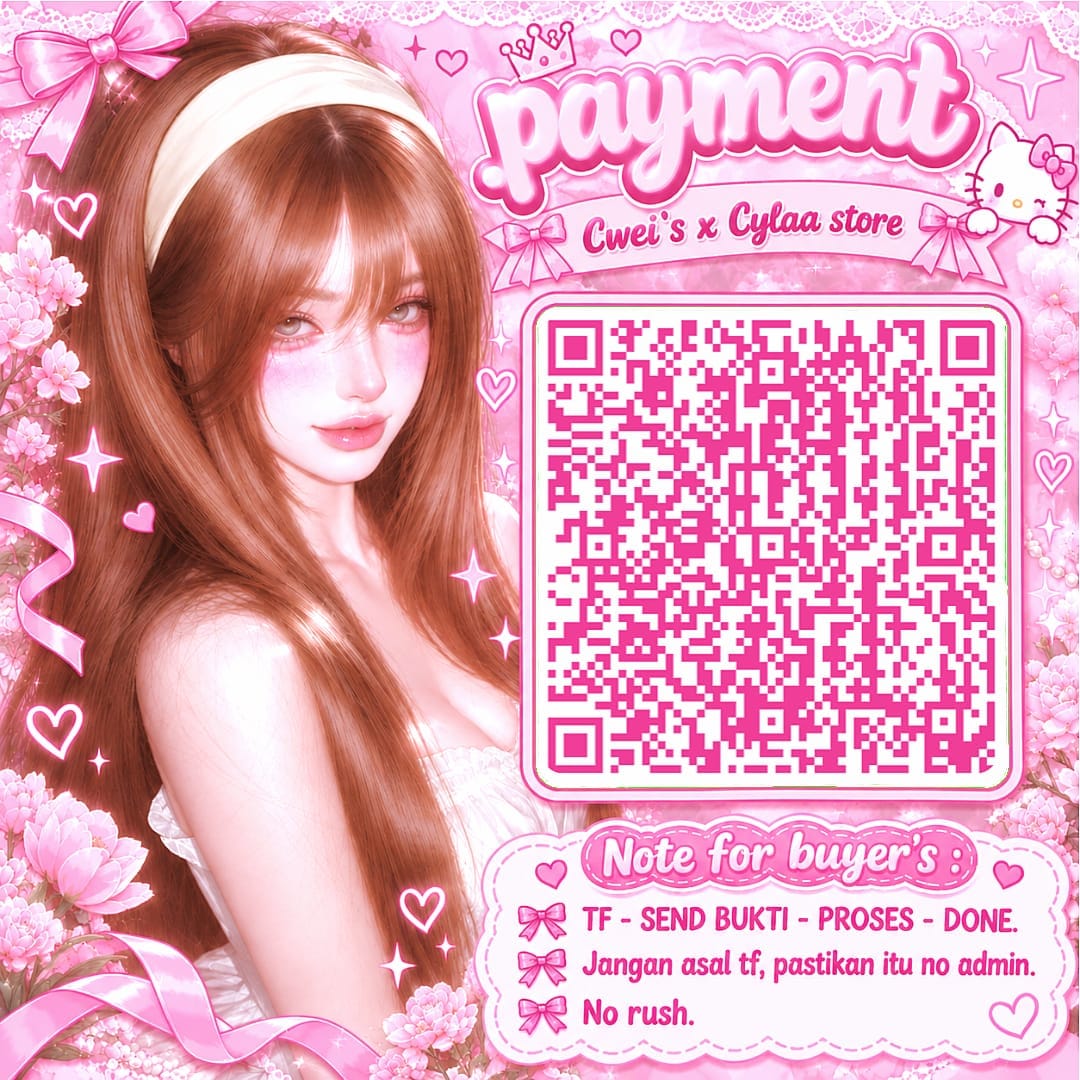 .payment
Cwei's x Cylaa store
Note for buyer's :
TF - SEND BUKTI - PROSES - DONE.
Jangan asal tf, pastikan itu no admin.
No rush.